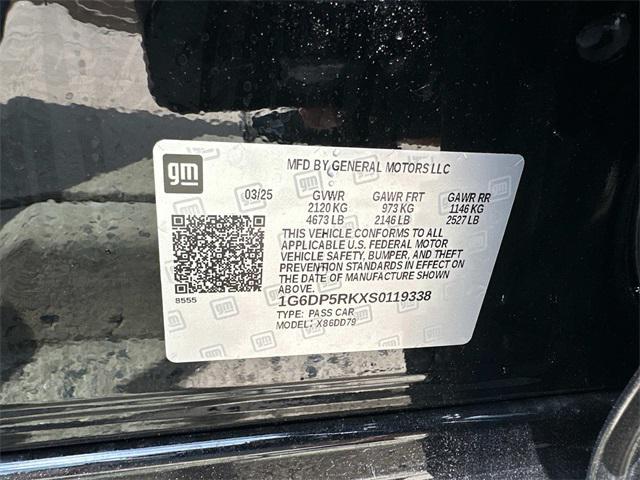 gm
MFD BY GENERAL MOTORS LLC
03/25 GVWR GAWR FRT GAWR RR
2120 KG 973 KG 1146 KG
4673 LB 2146 LB 2527 LB
THIS VEHICLE CONFORMS TO ALL
APPLICABLE U.S. FEDERAL MOTOR
VEHICLE SAFETY, BUMPER, AND THEFT
PREVENTION STANDARDS IN EFFECT ON
THE DATE OF MANUFACTURE SHOWN
ABOVE.
8555
1G6DP5RKXS0119338
TYPE: PASS CAR
MODEL: X86DD79